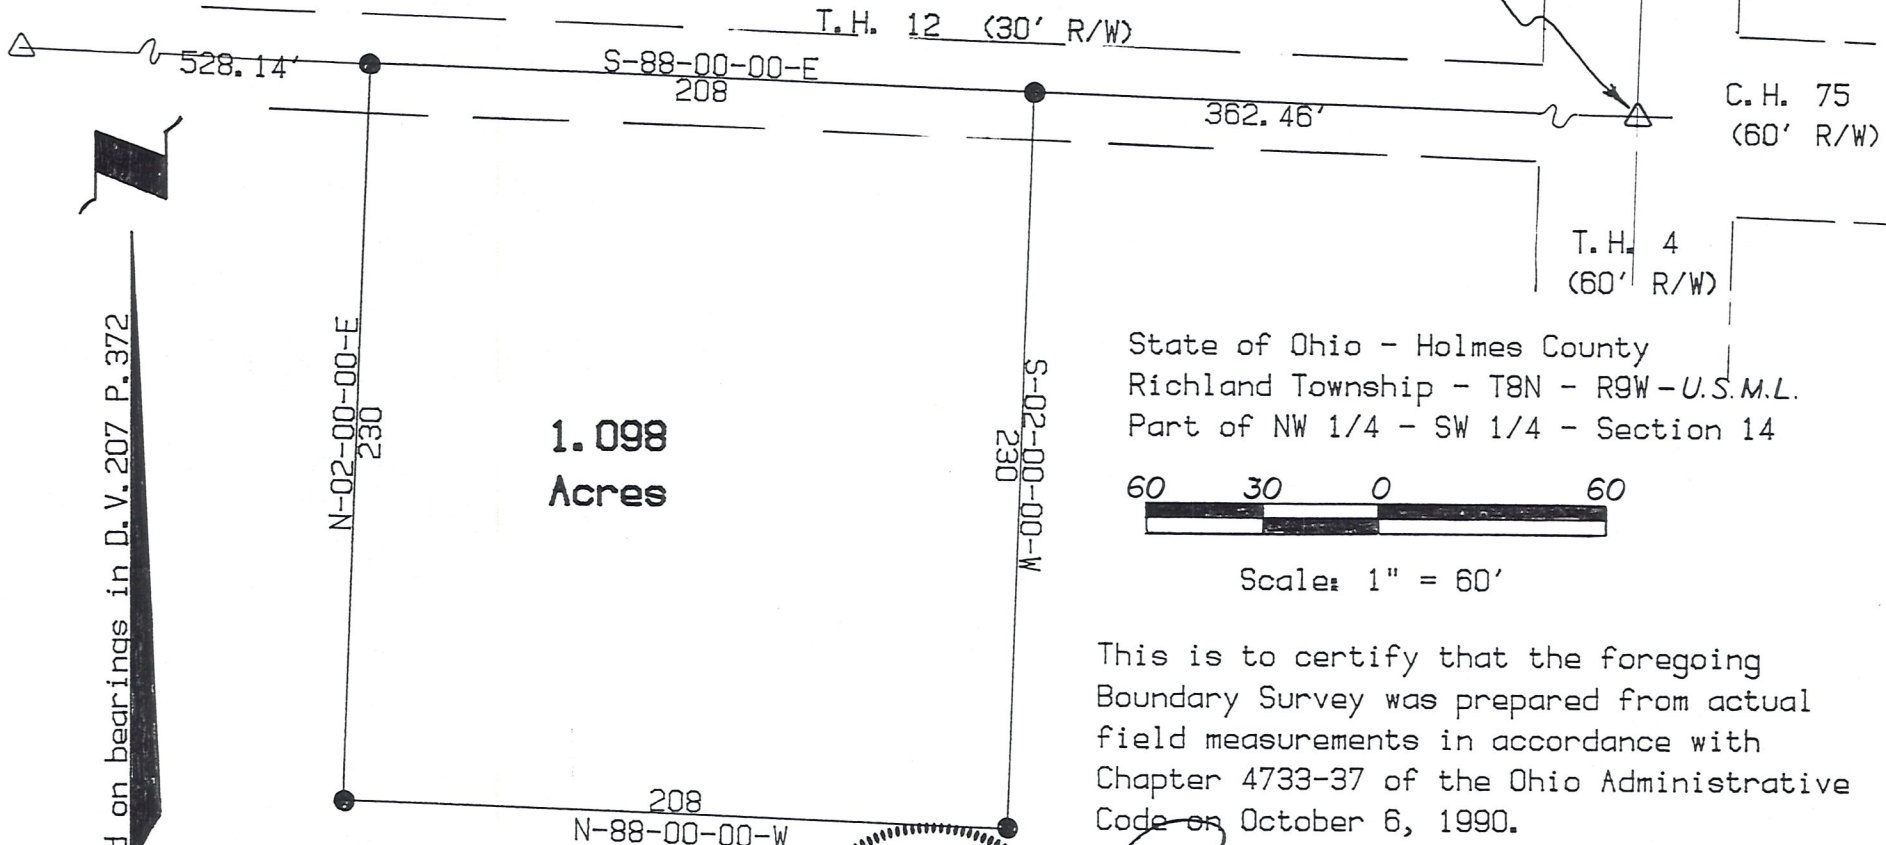 T.H. 12 (30' R/W)
528.14'
S-88-00-00-E
208
362.46'
C.H. 75
(60' R/W)
T.H. 4
(60' R/W)
on bearings in D.V.207 P.372
N-02-00-00-E
230
1.098
Acres
S-02-00-00-W
230
State of Ohio - Holmes County
Richland Township - T8N - R9W - U.S.M.L.
Part of NW 1/4 - SW 1/4 - Section 14
60 30 0 60
Scale: 1" = 60'
This is to certify that the foregoing
Boundary Survey was prepared from actual
field measurements in accordance with
Chapter 4733-37 of the Ohio Administrative
Code on October 6, 1990.
208
N-88-00-00-W